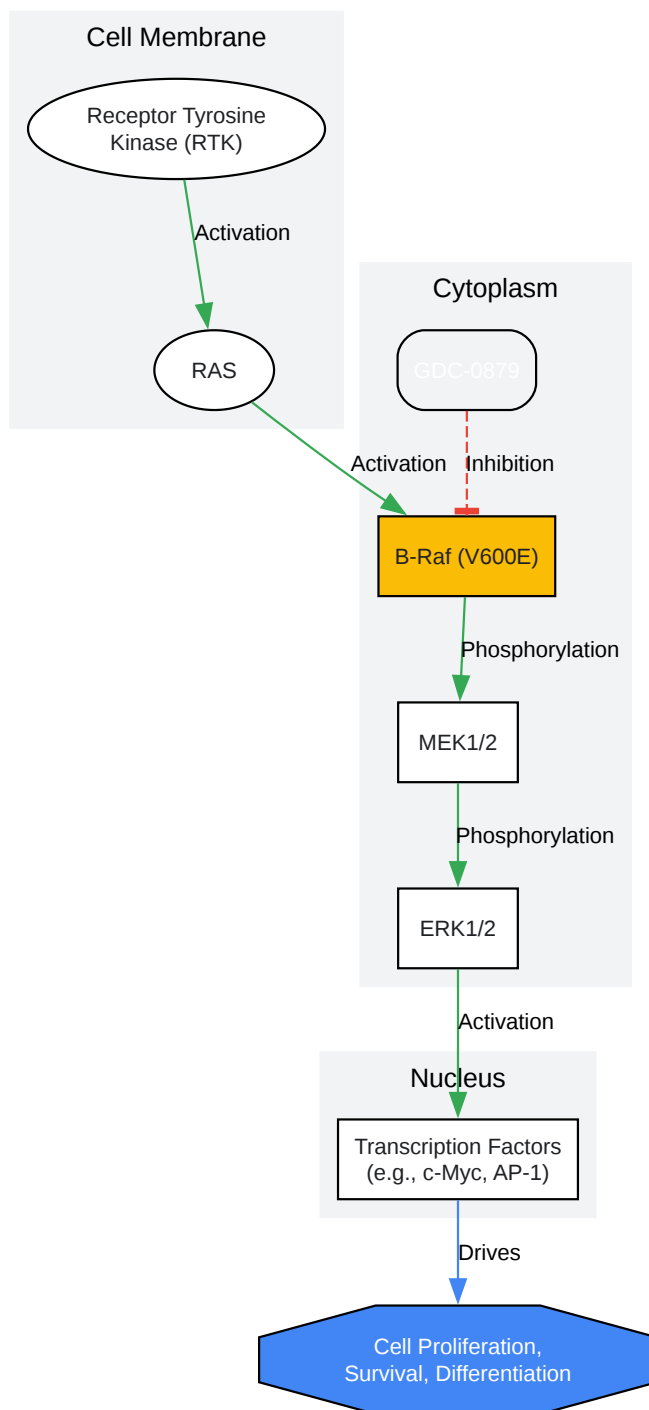 Cell Membrane
Receptor Tyrosine
Kinase (RTK)
Activation
RAS
Cytoplasm
GDC-0879
Activation
Inhibition
B-Raf (V600E)
Phosphorylation
MEK1/2
Phosphorylation
ERK1/2
Activation
Nucleus
Transcription Factors
(e.g., c-Myc, AP-1)
Drives
Cell Proliferation,
Survival, Differentiation